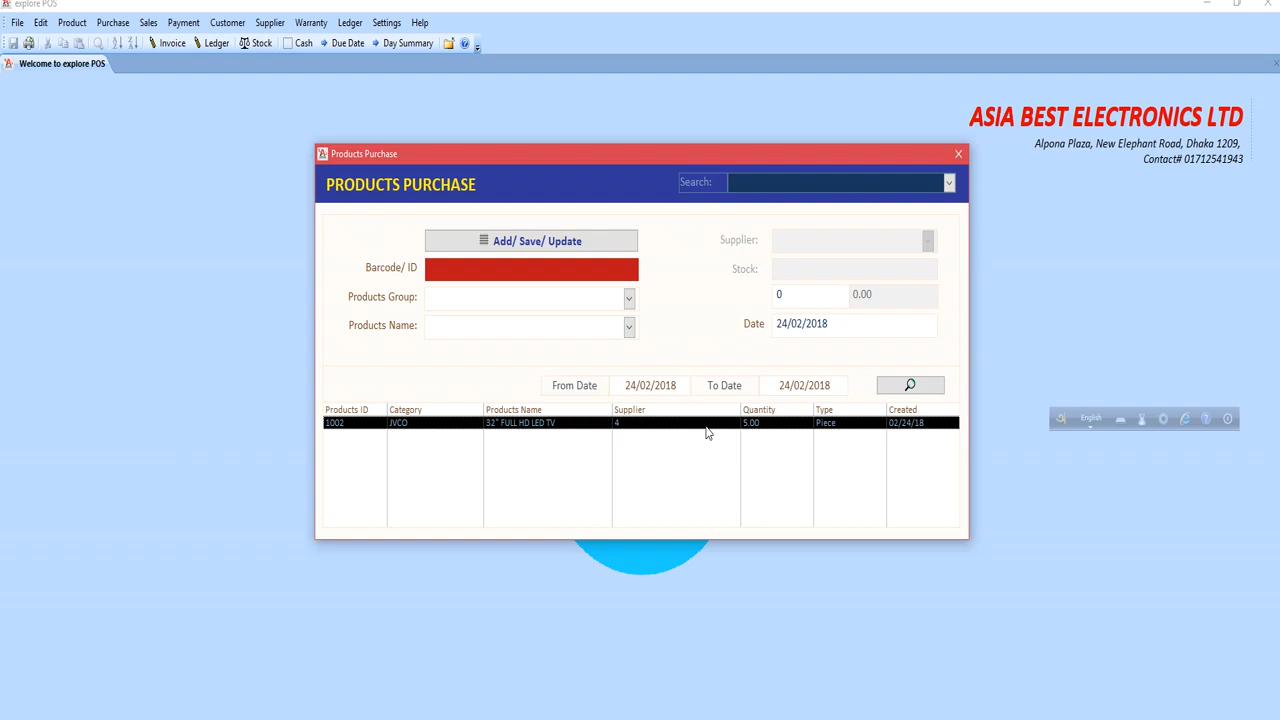 explore POS
File Edit Product Purchase Sales Payment Customer Supplier Warranty Ledger Settings Help
Invoice Ledger Stock Cash Due Date Day Summary
Welcome to explore POS
ASIA BEST ELECTRONICS LTD
Alpona Plaza, New Elephant Road, Dhaka 1209,
Contact# 01712541943
Products Purchase
PRODUCTS PURCHASE
Search:
Add/ Save/ Update
Supplier:
Barcode/ ID
Stock:
Products Group:
0 0.00
Products Name:
Date 24/02/2018
From Date 24/02/2018 To Date 24/02/2018
Products ID Category Products Name Supplier Quantity Type Created
1002 JVCO 32" FULL HD LED TV 4 5.00 Piece 02/24/18
English